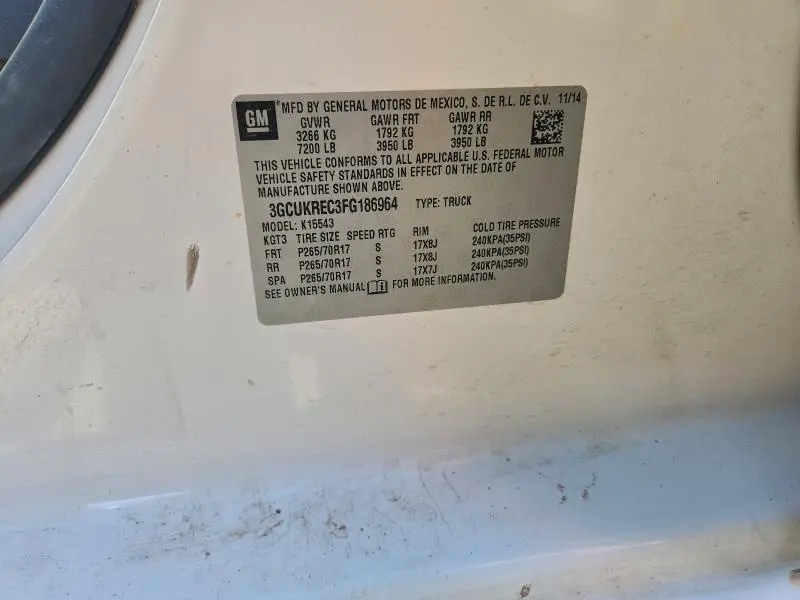 GM
*MFD BY GENERAL MOTORS DE MEXICO, S. DE R.L. DE C.V. 11/14
GVWR GAWR FRT GAWR RR
3266 KG 1792 KG 1792 KG
7200 LB 3950 LB 3950 LB
THIS VEHICLE CONFORMS TO ALL APPLICABLE U.S. FEDERAL MOTOR
VEHICLE SAFETY STANDARDS IN EFFECT ON THE DATE OF
MANUFACTURE SHOWN ABOVE.
3GCUKREC3FG186964 TYPE: TRUCK
MODEL: K15543
KGT3 TIRE SIZE SPEED RTG RIM COLD TIRE PRESSURE
FRT P265/70R17 S 17X8J 240KPA(35PSI)
RR P265/70R17 S 17X8J 240KPA(35PSI)
SPA P265/70R17 S 17X7J 240KPA(35PSI)
SEE OWNER'S MANUAL FOR MORE INFORMATION.